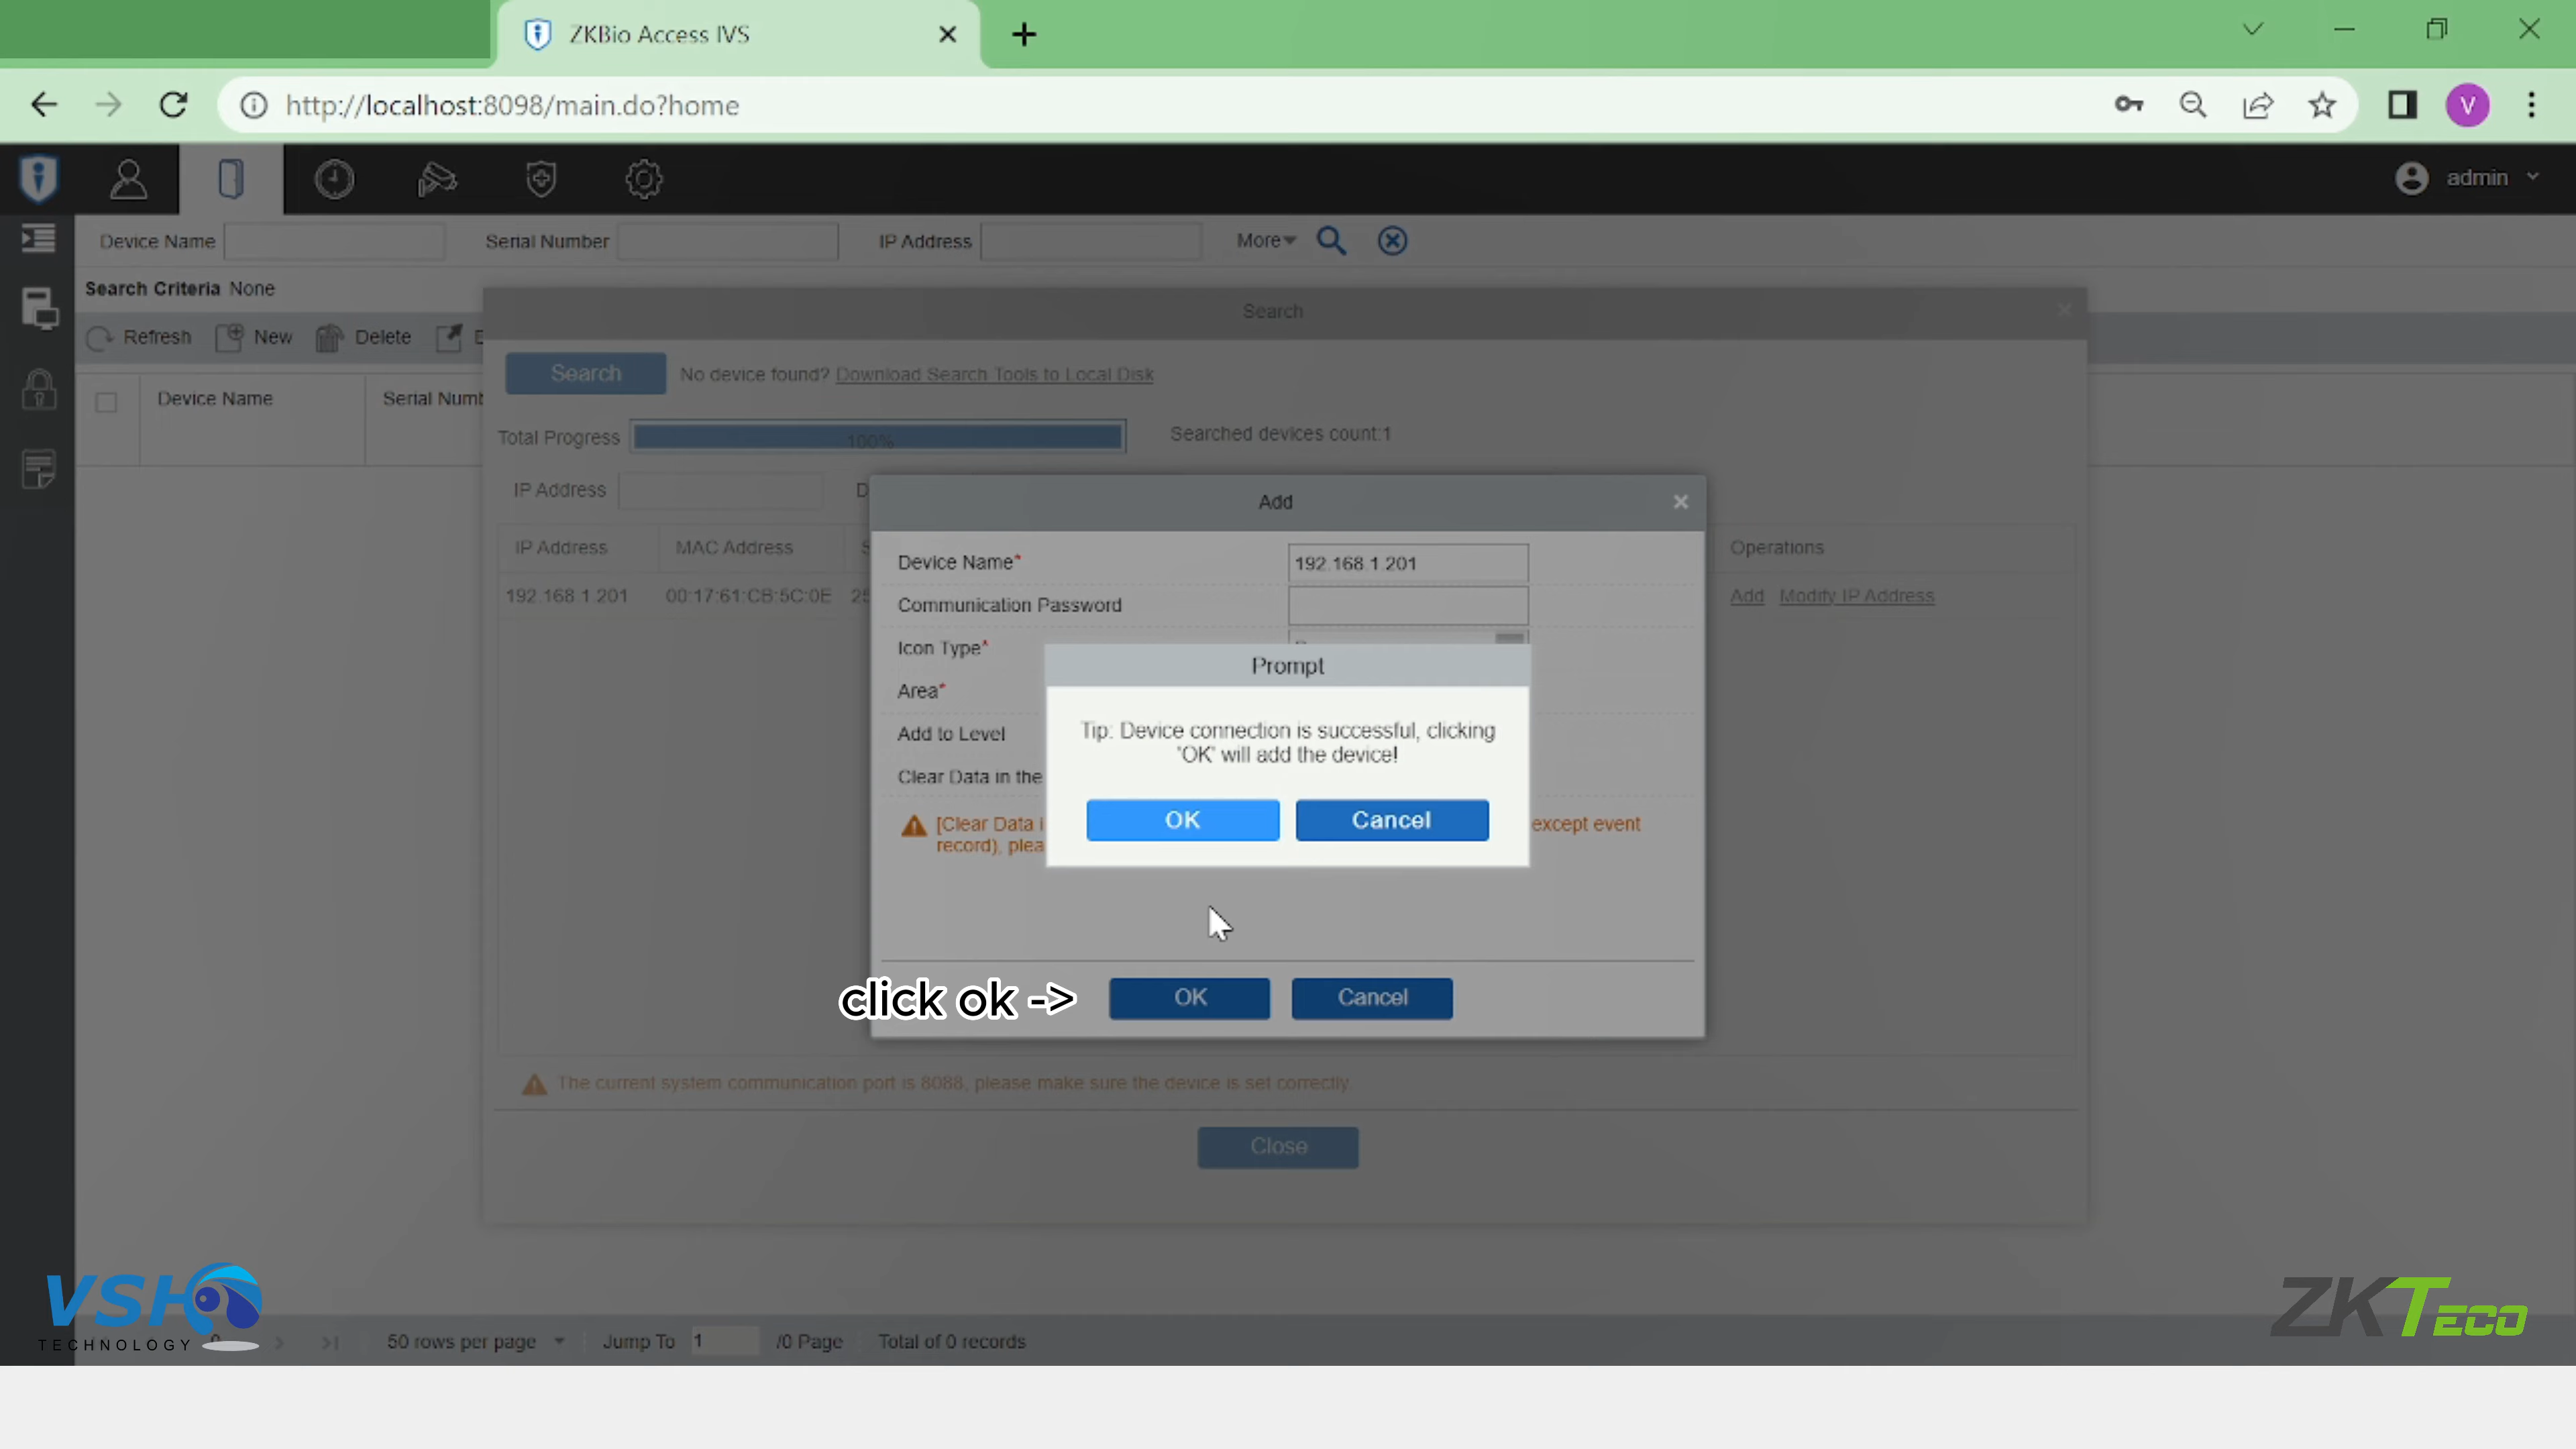 ZKBio Access IVS
http://localhost:8098/main.do?home
V
admin
Device Name
Serial Number
IP Address
More
Search Criteria None
Refresh
New
Delete
Search
Search
No device found? Download Search Tools to Local Disk
Device Name
Total Progress
100%
Searched devices count:1
IP Address
Add
IP Address
MAC Address
Operations
192.168.1.201
00:17:61:CB:5C:0E
Add
Modify IP Address
Device Name*
192.168.1.201
Communication Password
Icon Type*
Area*
Add to Level
Clear Data in the
[Clear Data
except event
record),
Prompt
Tip: Device connection is successful, clicking
'OK' will add the device!
OK
Cancel
click ok ->
OK
Cancel
The current system communication port is 8088, please make sure the device is set correctly.
Close
VSH
TECHNOLOGY
50 rows per page
Jump To
1
/0 Page
Total of 0 records
ZKTeco